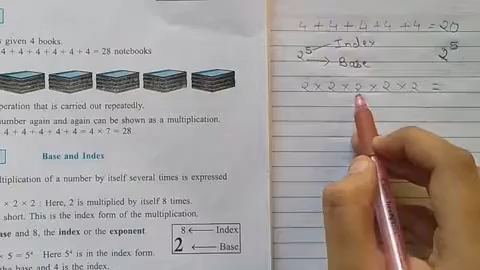 s given 4 books.
4 + 4 + 4 + 4 + 4 + 4 = 28 notebooks
peration that is carried out repeatedly.
number again and again can be shown as a multiplication.
4 + 4 + 4 + 4 + 4 = 4 × 7 = 28
Base and Index
ltiplication of a number by itself several times is expressed
× 2 × 2 : Here, 2 is multiplied by itself 8 times.
short. This is the index form of the multiplication.
ase and 8, the index or the exponent.
8 ← Index
2 ← Base
× 5 = 5⁴ Here 5⁴ is in the index form.
the base and 4 is the index.
4 + 4 + 4 + 4 + 4 = 20
2⁵ Index
→ Base
2⁵
2 × 2 × 2 × 2 × 2 =